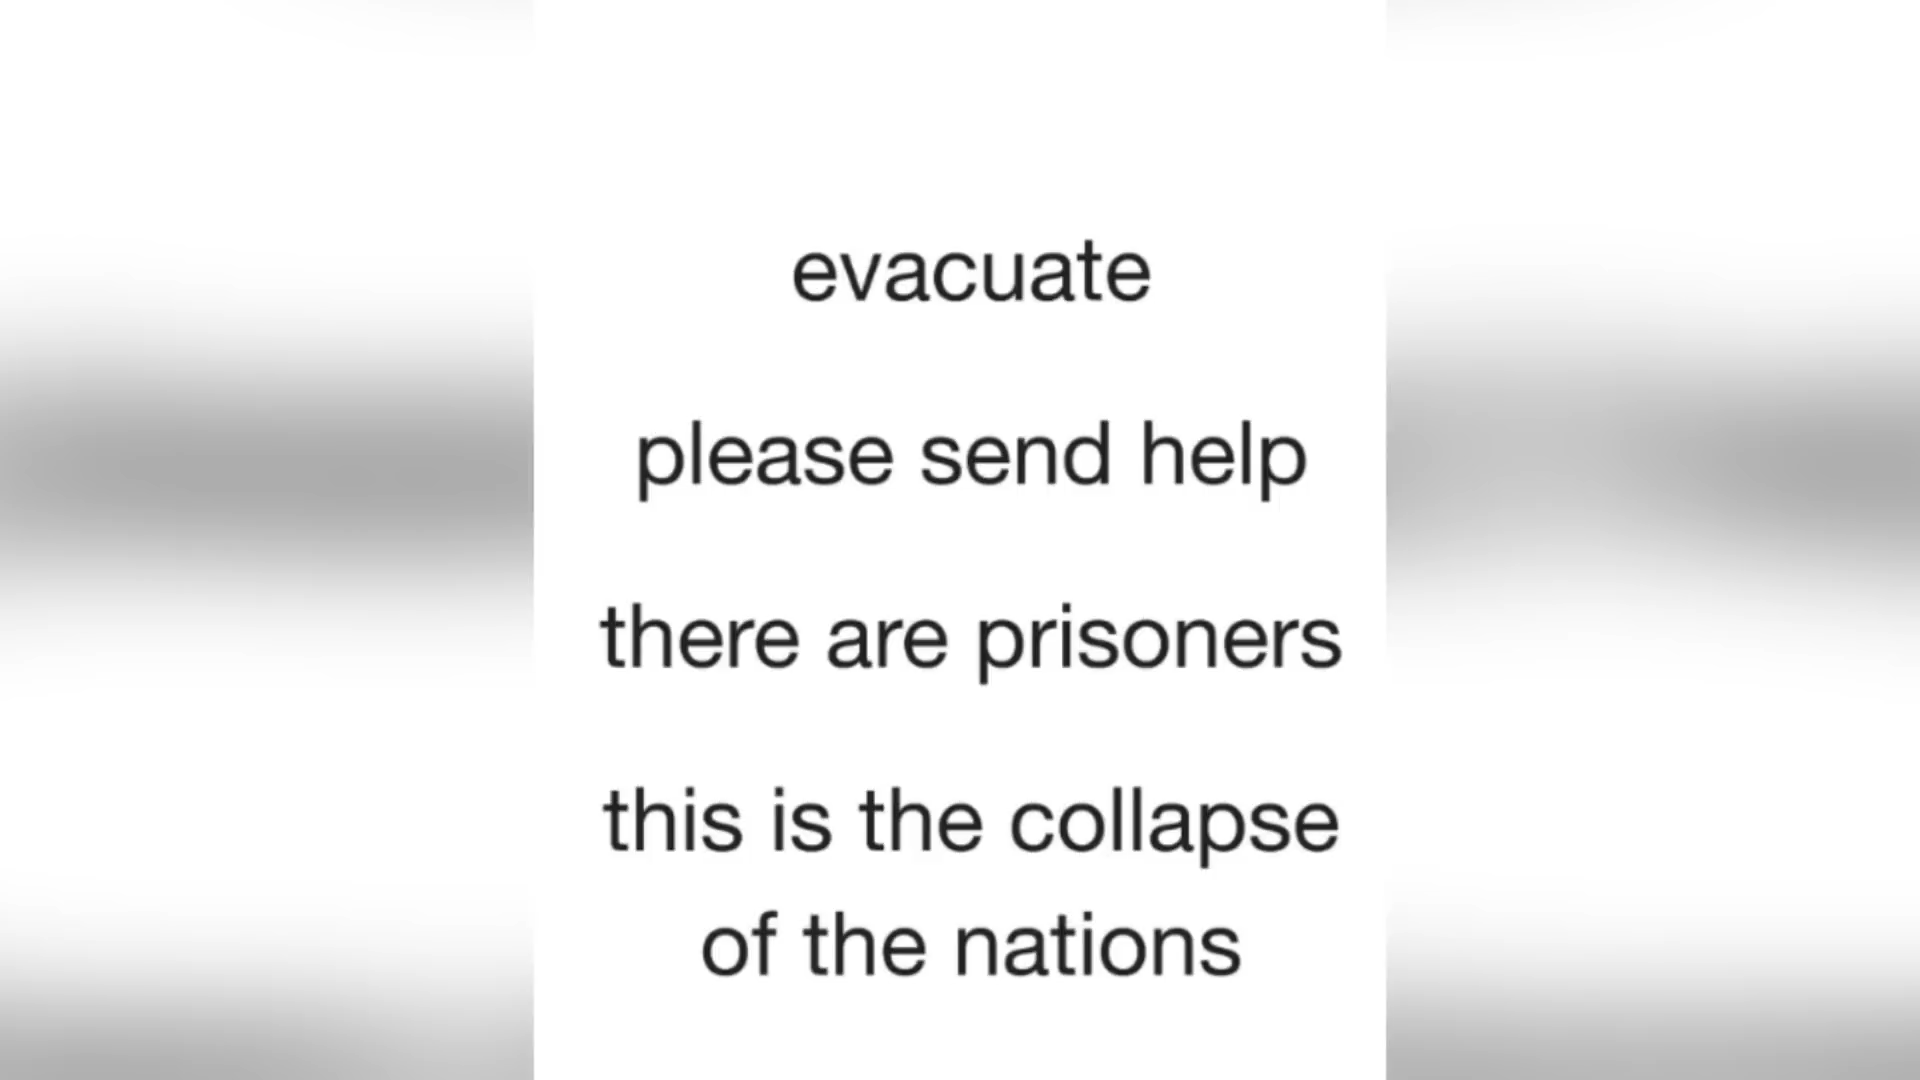 evacuate
please send help
there are prisoners
this is the collapse
of the nations